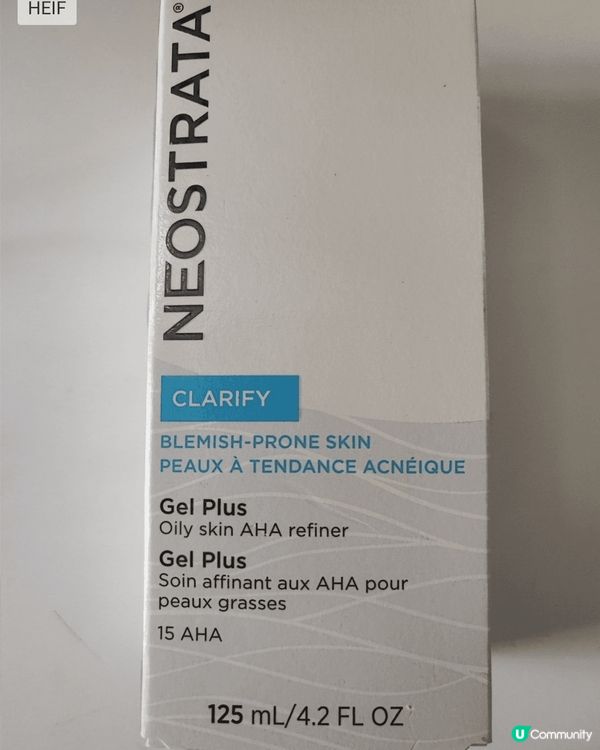 HEIF
NEOSTRATA®
CLARIFY
BLEMISH-PRONE SKIN
PEAUX À TENDANCE ACNÉIQUE
Gel Plus
Oily skin AHA refiner
Gel Plus
Soin affinant aux AHA pour
peaux grasses
15 AHA
125 mL/4.2 FL OZ
U Community